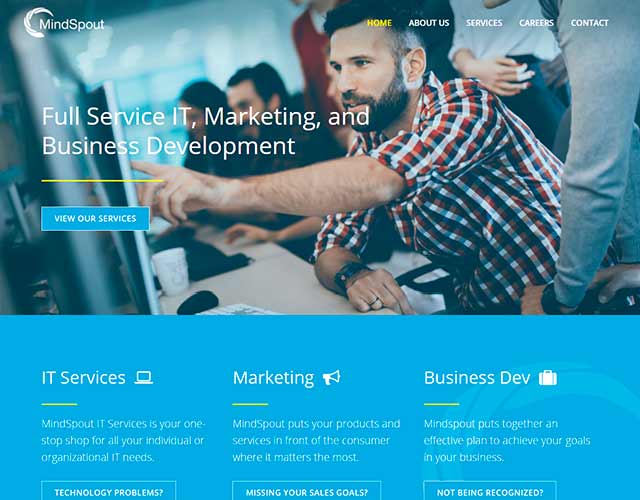 MindSpout
HOME ABOUT US SERVICES CAREERS CONTACT
Full Service IT, Marketing, and
Business Development
VIEW OUR SERVICES
IT Services
MindSpout IT Services is your one-
stop shop for all your individual or
organizational IT needs.
TECHNOLOGY PROBLEMS?
Marketing
MindSpout puts your products and
services in front of the consumer
where it matters the most.
MISSING YOUR SALES GOALS?
Business Dev
Mindspout puts together an
effective plan to achieve your goals
in your business.
NOT BEING RECOGNIZED?